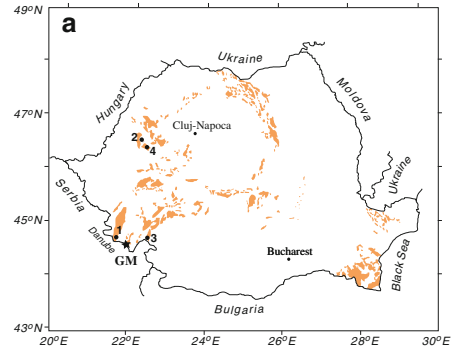 a
49°N
47°N
45°N
43°N
20°E
22°E
24°E
26°E
28°E
30°E
Ukraine
Hungary
Moldova
Cluj-Napoca
2
4
Serbia
Ukraine
1
Danube
3
GM
Bucharest
Black Sea
Bulgaria